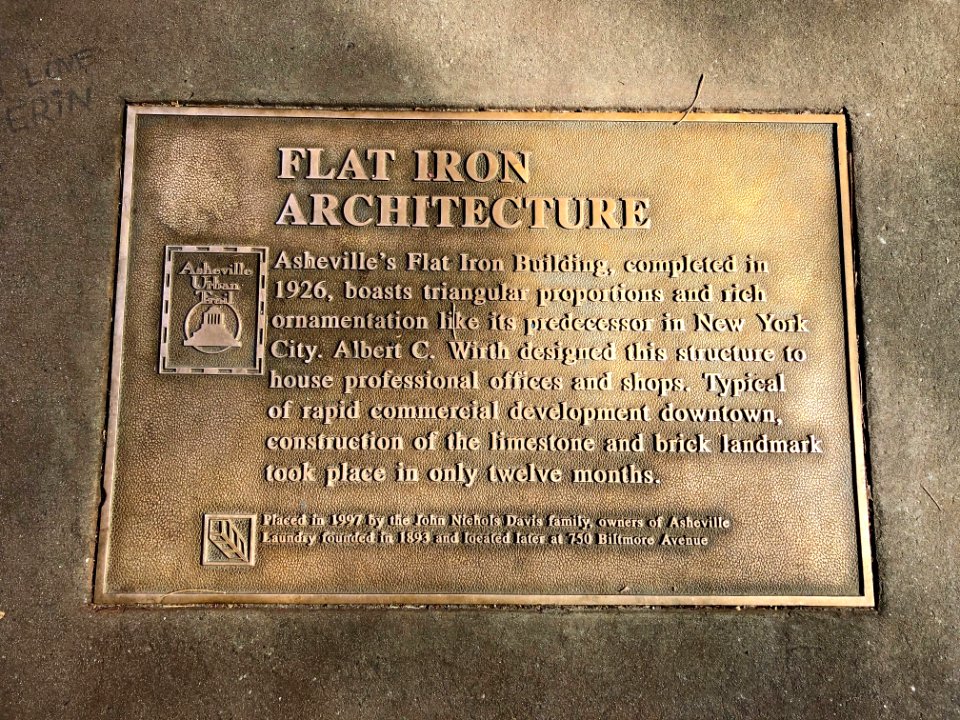 LOVE
ERIN
FLAT IRON
ARCHITECTURE
Asheville
Urban
Trail
Asheville's Flat Iron Building, completed in
1926, boasts triangular proportions and rich
ornamentation like its predecessor in New York
City. Albert C. Wirth designed this structure to
house professional offices and shops. Typical
of rapid commercial development downtown,
construction of the limestone and brick landmark
took place in only twelve months.
Placed in 1997 by the John Nichols Davis family, owners of Asheville
Laundry founded in 1893 and located later at 750 Biltmore Avenue